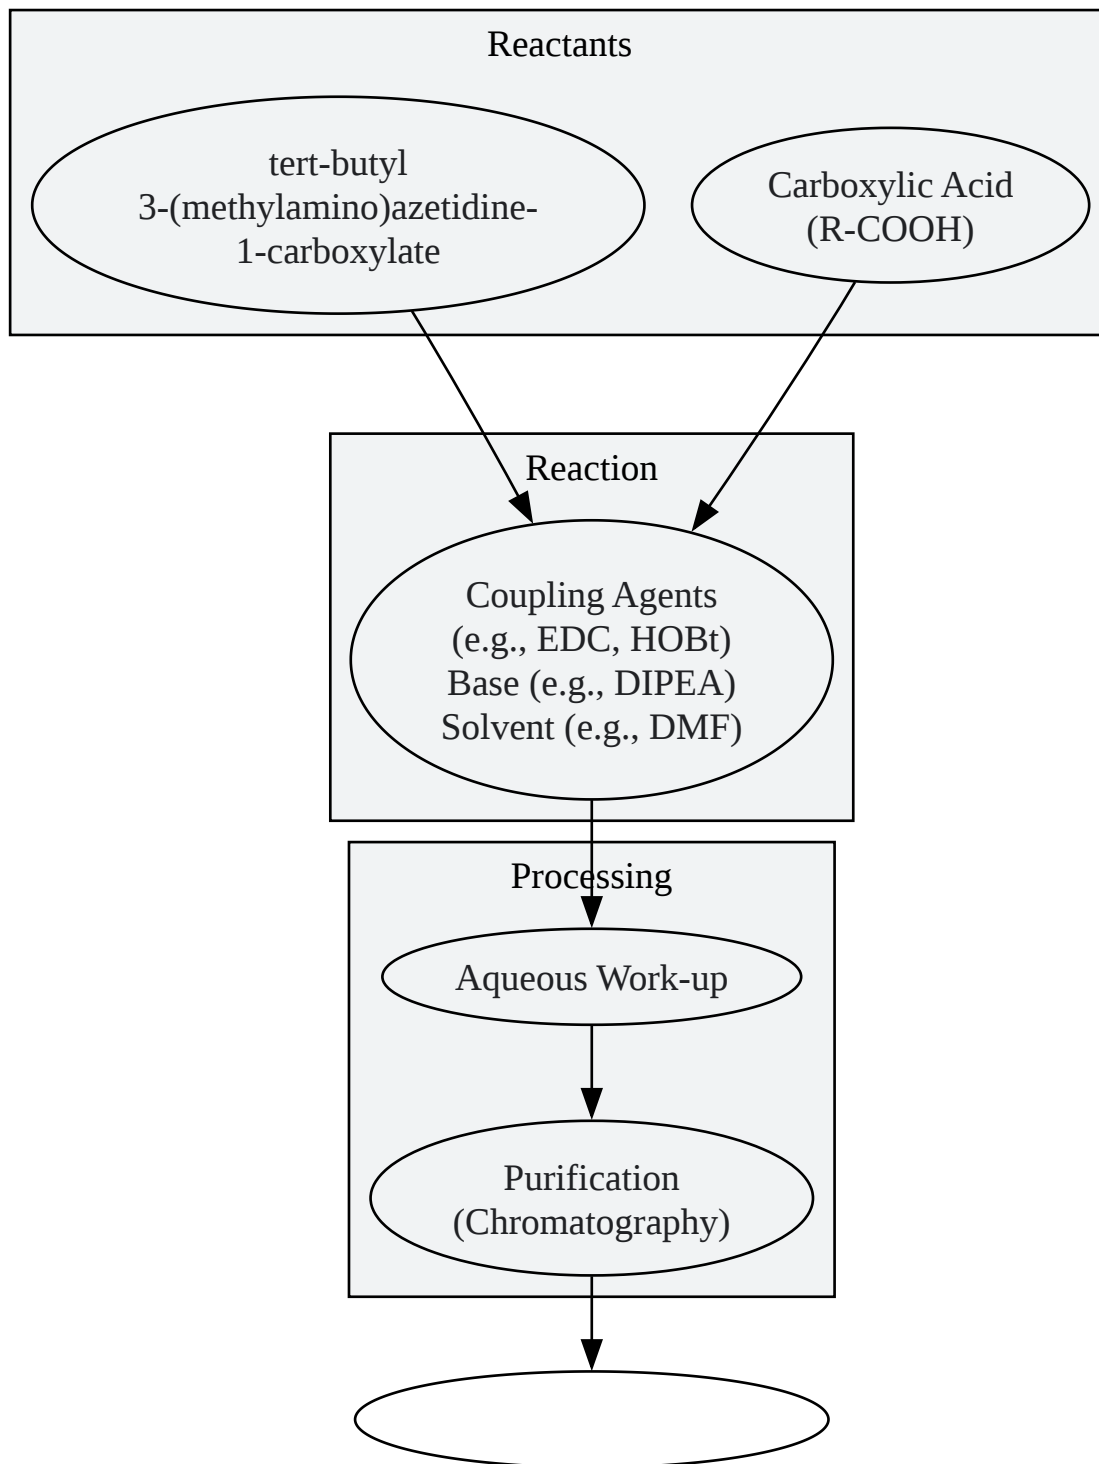 Reactants
tert-butyl
3-(methylamino)azetidine-
1-carboxylate
Carboxylic Acid
(R-COOH)
Reaction
Coupling Agents
(e.g., EDC, HOBt)
Base (e.g., DIPEA)
Solvent (e.g., DMF)
Processing
Aqueous Work-up
Purification
(Chromatography)